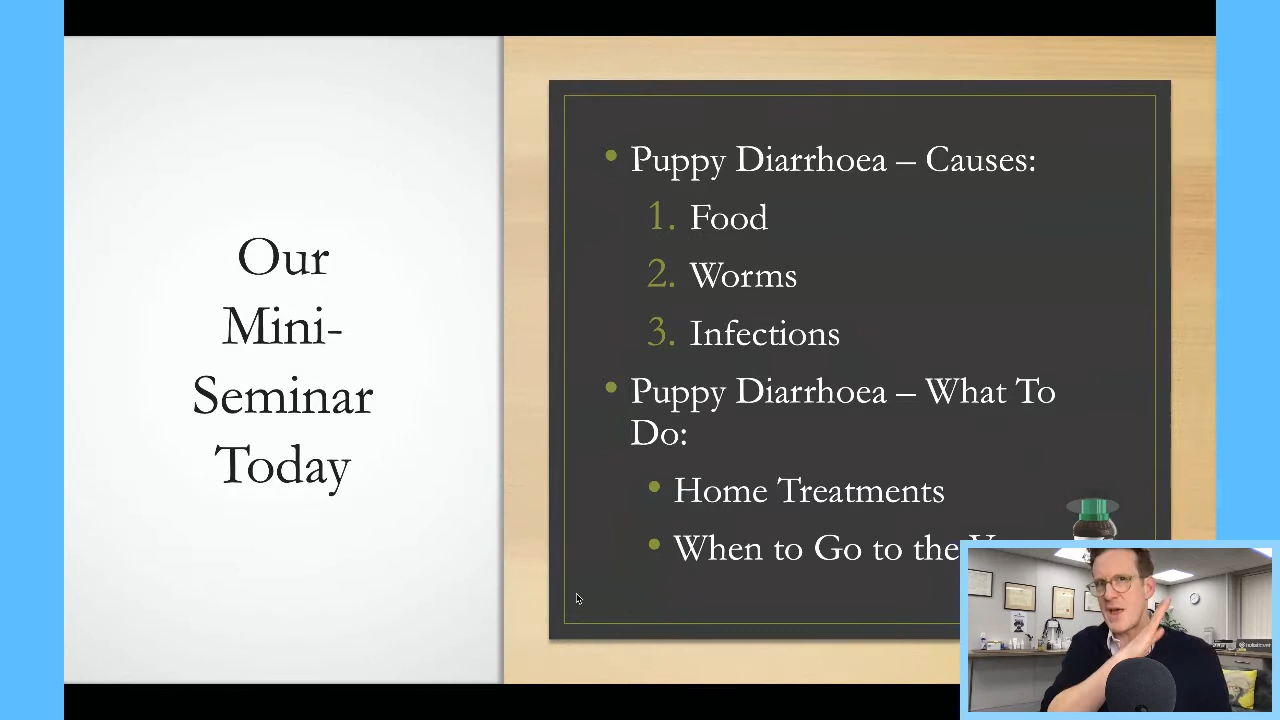 Our
Mini-
Seminar
Today
• Puppy Diarrhoea – Causes:
1. Food
2. Worms
3. Infections
• Puppy Diarrhoea – What To
Do:
• Home Treatments
• When to Go to the